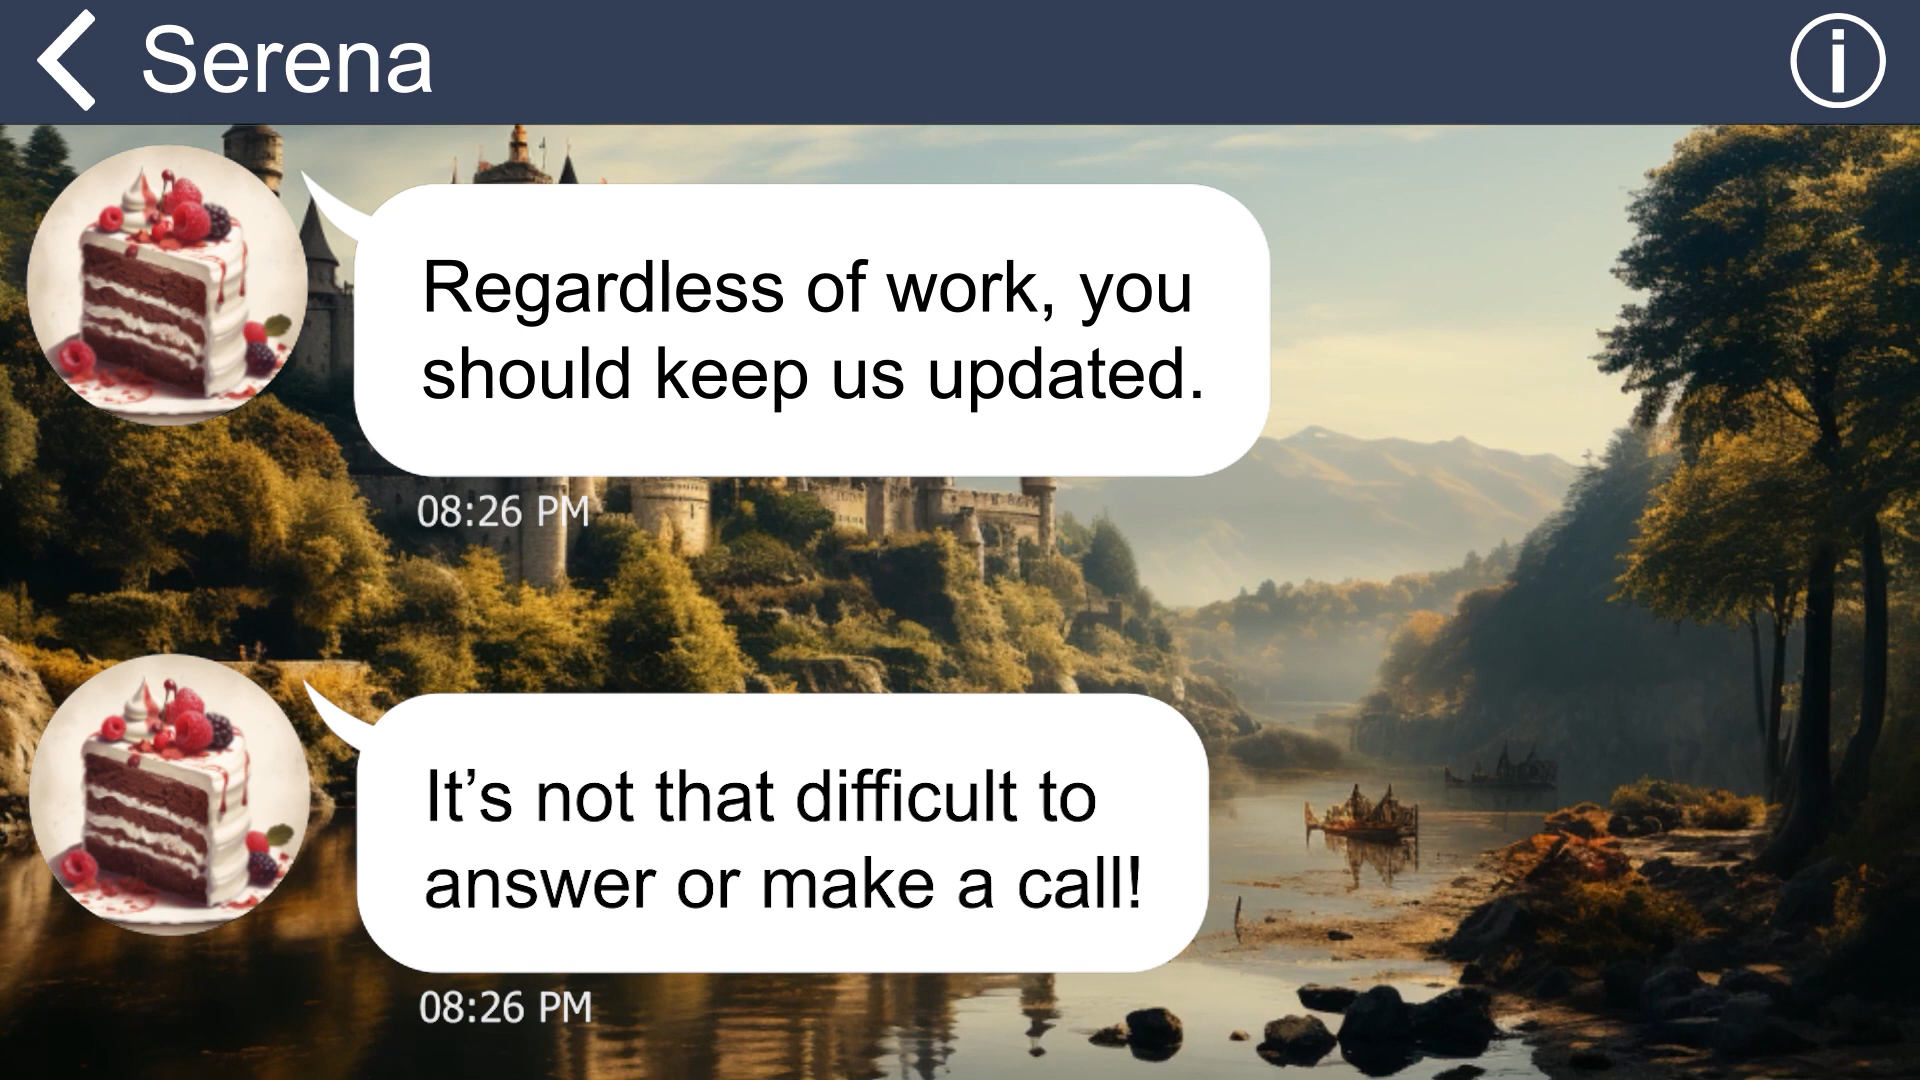 Serena
Regardless of work, you
should keep us updated.
08:26 PM
It’s not that difficult to
answer or make a call!
08:26 PM